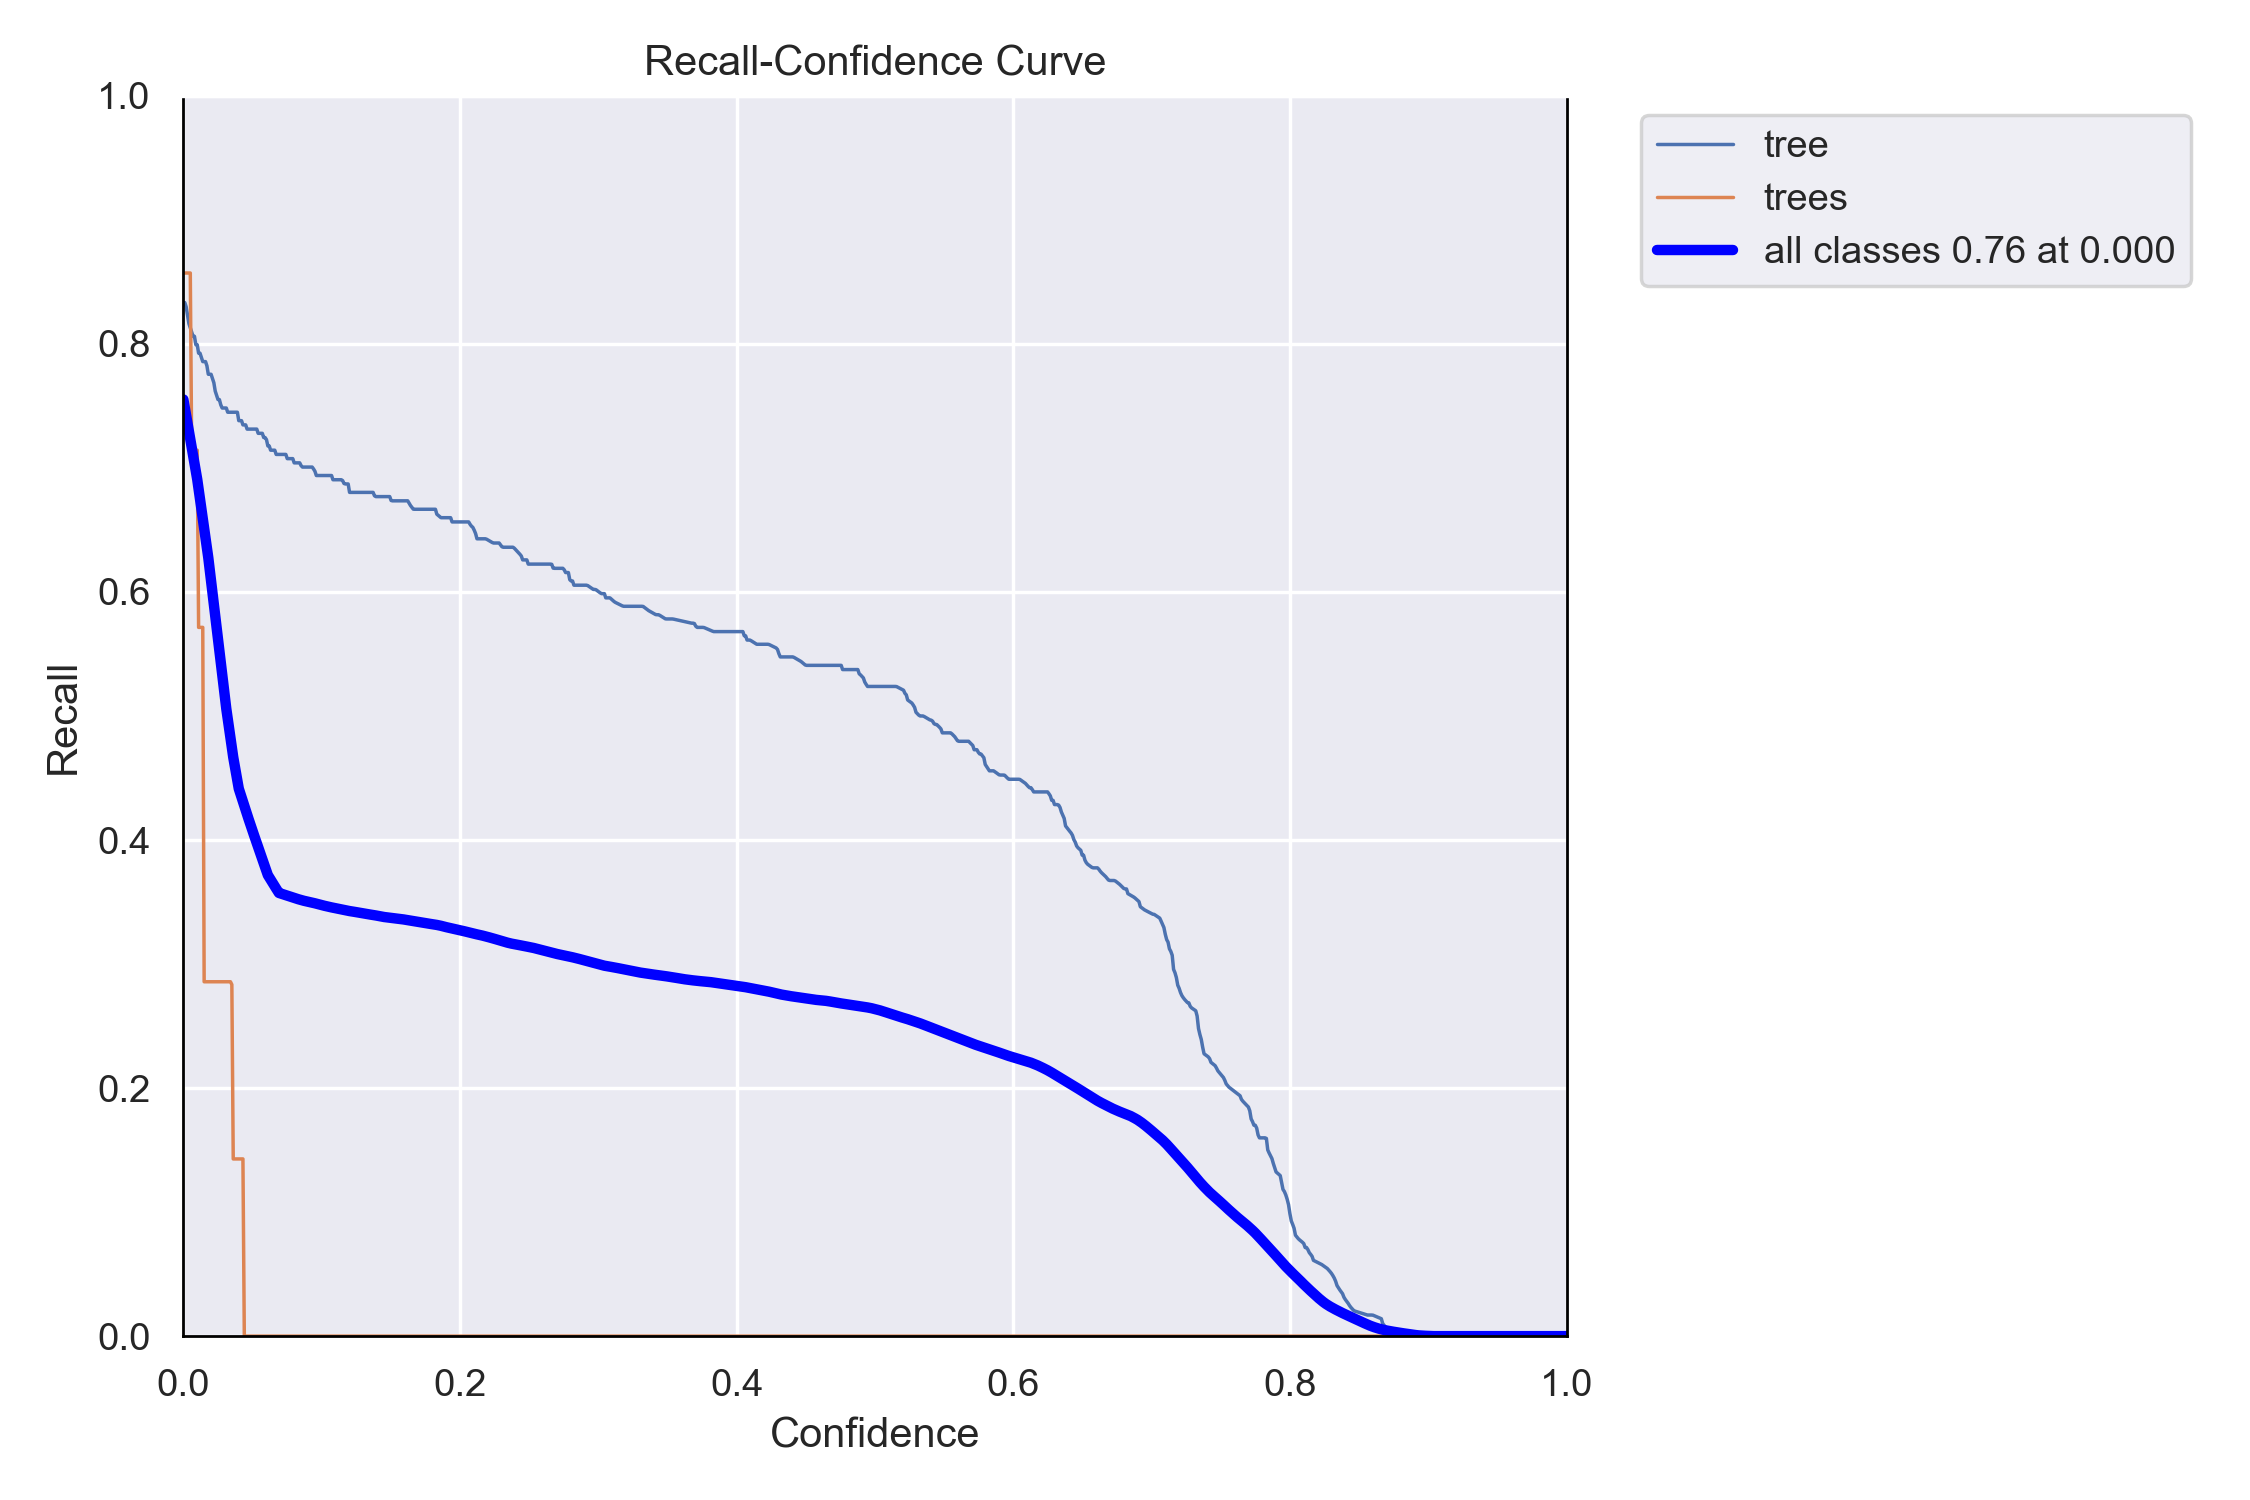 Recall-Confidence Curve
1.0
0.8
0.6
0.4
0.2
0.0
Recall
0.0 0.2 0.4 0.6 0.8 1.0
Confidence
tree
trees
all classes 0.76 at 0.000